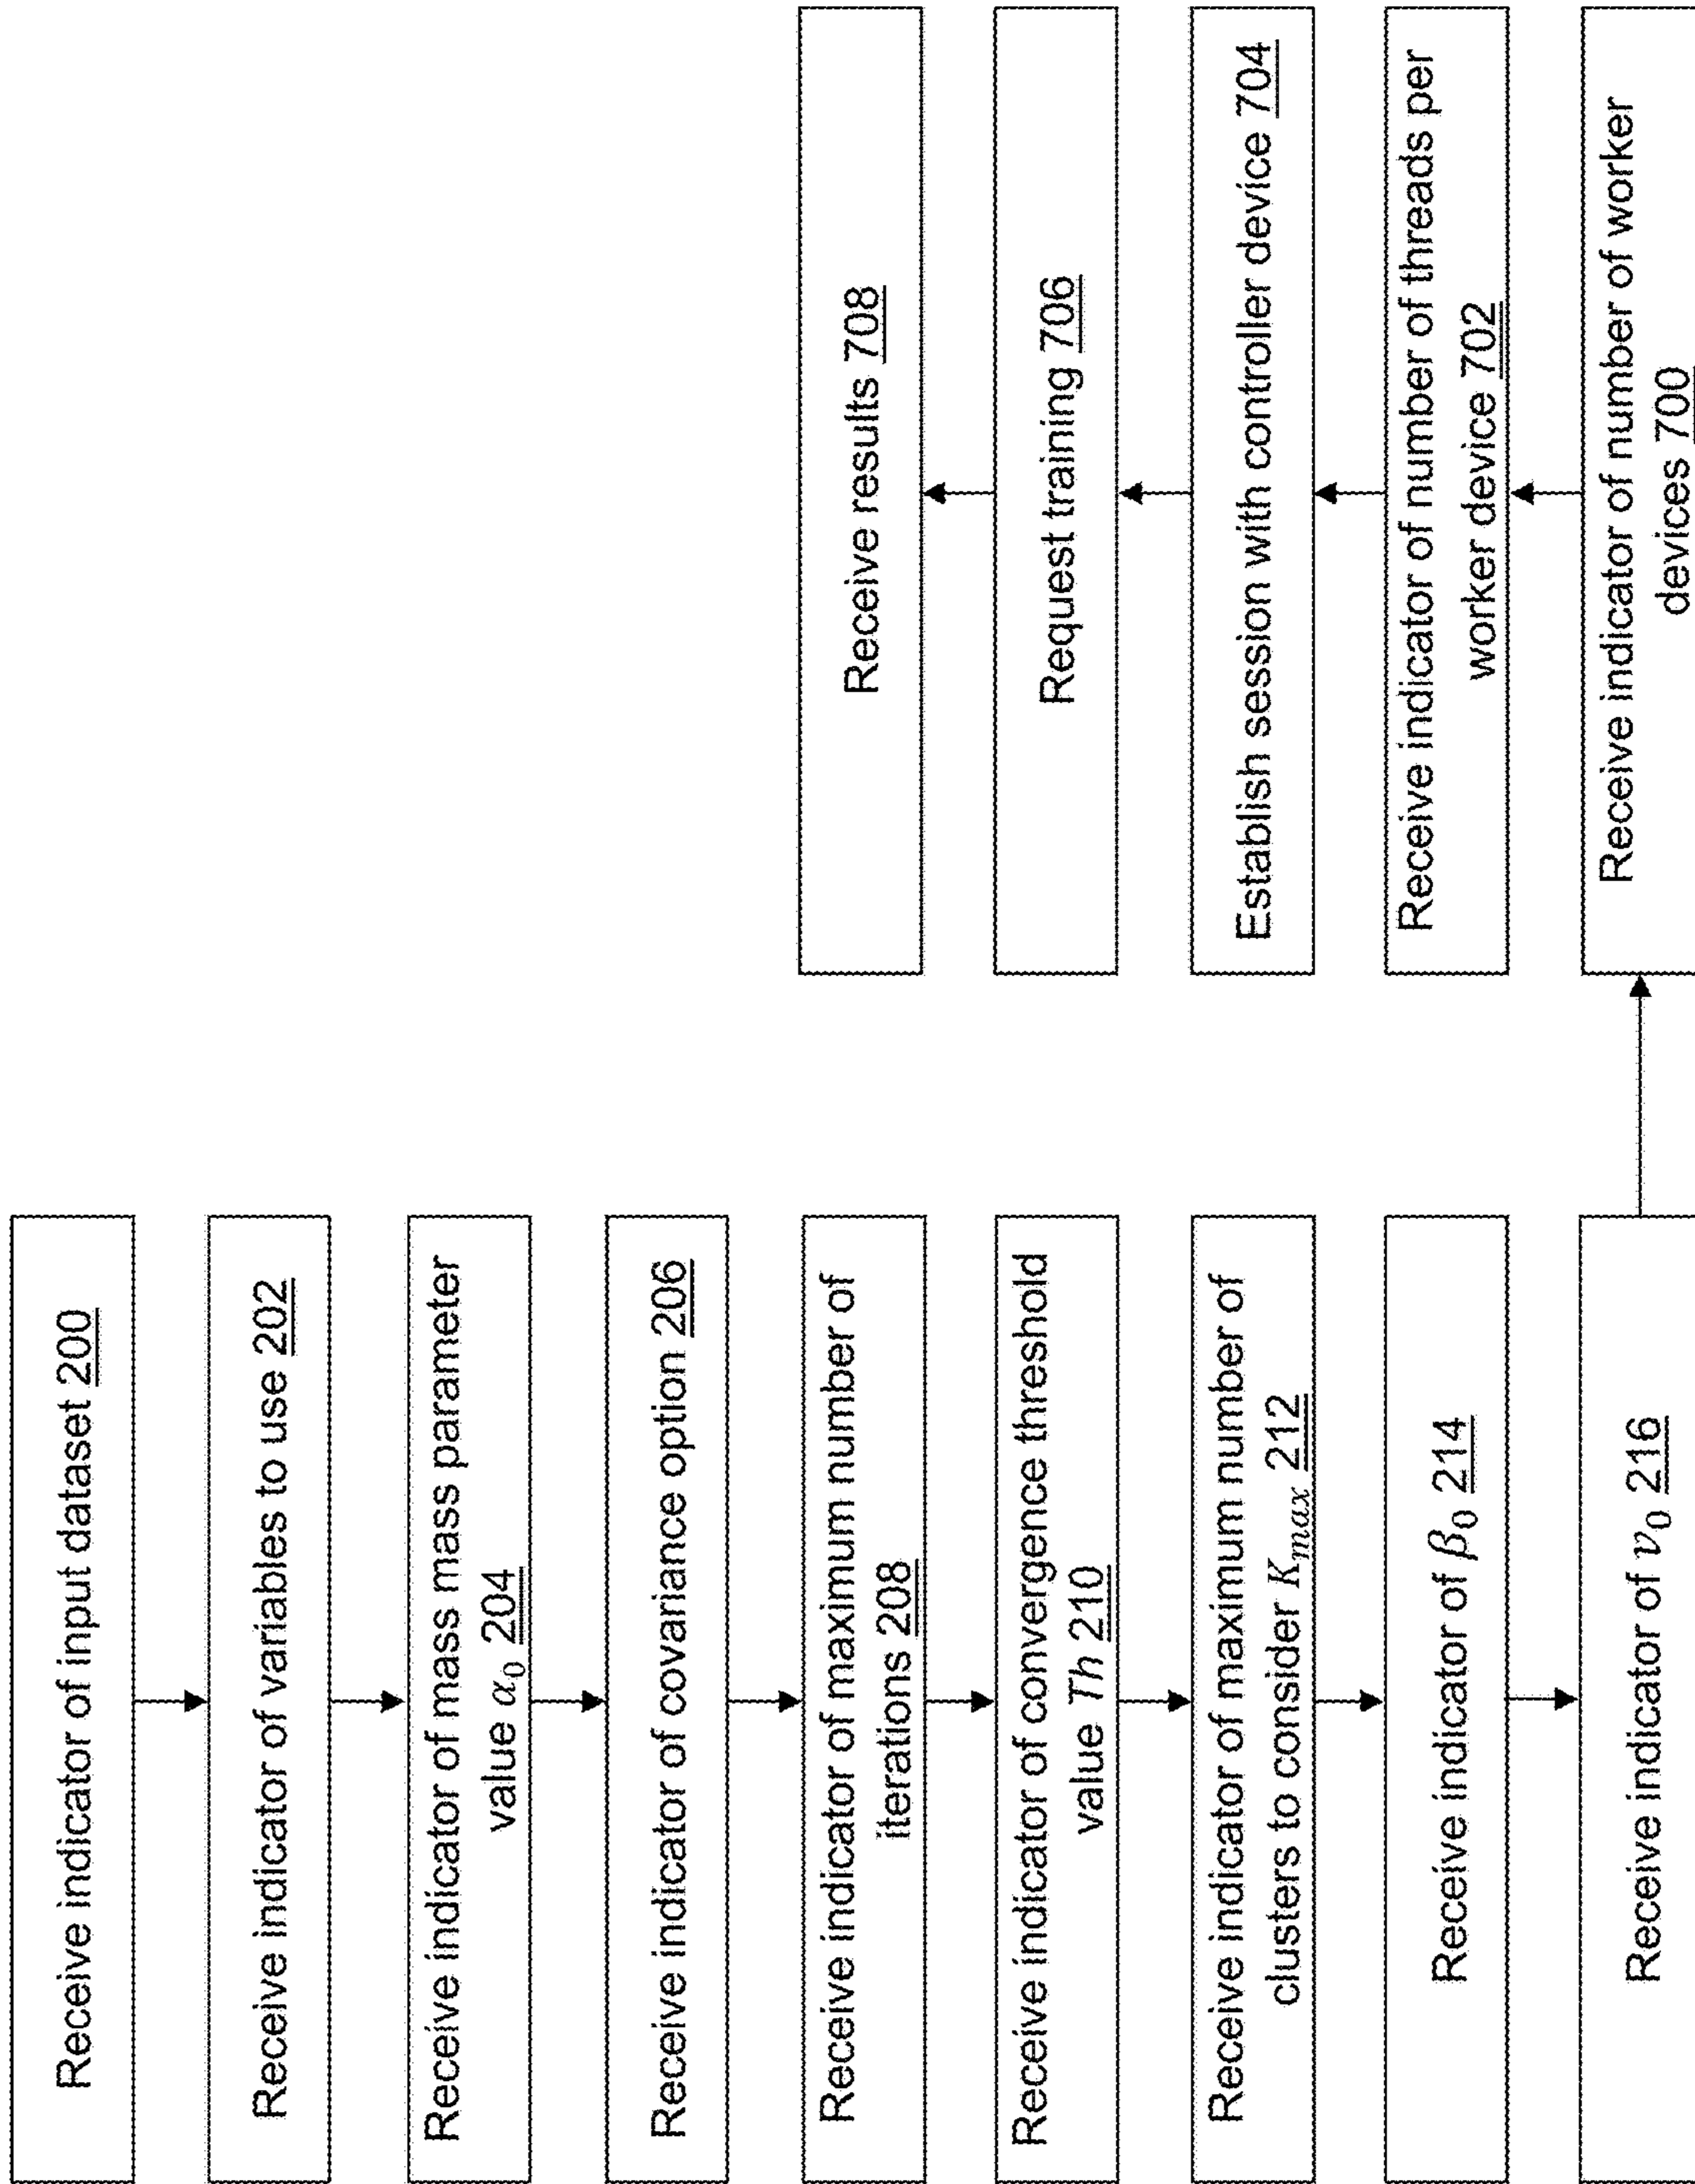 Receive indicator of input dataset 200
Receive indicator of variables to use 202
Receive indicator of mass mass parameter
value α₀ 204
Receive indicator of covariance option 206
Receive indicator of maximum number of
iterations 208
Receive indicator of convergence threshold
value Th 210
Receive indicator of maximum number of
clusters to consider Kₘₐₓ 212
Receive indicator of β₀ 214
Receive indicator of ν₀ 216
Receive indicator of number of worker
devices 700
Receive indicator of number of threads per
worker device 702
Establish session with controller device 704
Request training 706
Receive results 708